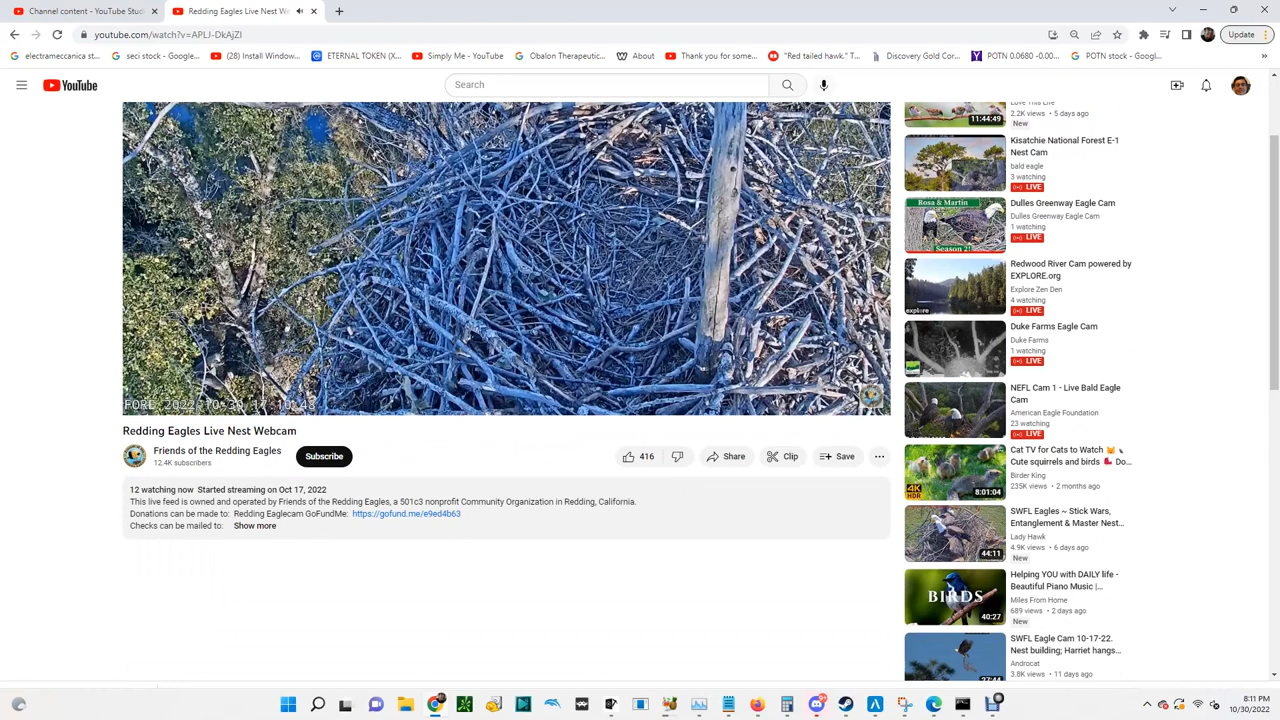 Channel content - YouTube Stud
Redding Eagles Live Nest W
youtube.com/watch?v=APLJ-DkAjZI
Update
electrameccanica st...
seci stock - Google...
(28) Install Window...
ETERNAL TOKEN (X...
Simply Me - YouTube
Obalon Therapeutic...
About
Thank you for some...
"Red tailed hawk." T...
Discovery Gold Cor...
POTN 0.0680 -0.00...
POTN stock - Googl...
»
YouTube
Search
Love This Life
2.2K views • 5 days ago
New
11:44:49
Kisatchie National Forest E-1
Nest Cam
bald eagle
3 watching
LIVE
Rosa & Martin
Season 2!
Dulles Greenway Eagle Cam
Dulles Greenway Eagle Cam
1 watching
LIVE
explore
Redwood River Cam powered by
EXPLORE.org
Explore Zen Den
4 watching
LIVE
Duke Farms Eagle Cam
Duke Farms
1 watching
LIVE
NEFL Cam 1 - Live Bald Eagle
Cam
American Eagle Foundation
23 watching
LIVE
4K
HDR
8:01:04
Cat TV for Cats to Watch
Cute squirrels and birds Do...
Birder King
235K views • 2 months ago
44:11
SWFL Eagles ~ Stick Wars,
Entanglement & Master Nest...
Lady Hawk
4.9K views • 6 days ago
New
BIRDS
40:27
Helping YOU with DAILY life -
Beautiful Piano Music |...
Miles From Home
689 views • 2 days ago
New
27:44
SWFL Eagle Cam 10-17-22.
Nest building; Harriet hangs...
Androcat
3.8K views • 11 days ago
Redding Eagles Live Nest Webcam
Friends of the Redding Eagles
12.4K subscribers
Subscribe
416
Share
Clip
Save
12 watching now Started streaming on Oct 17, 2022
This live feed is owned and operated by Friends of the Redding Eagles, a 501c3 nonprofit Community Organization in Redding, California.
Donations can be made to: Redding Eaglecam GoFundMe: https://gofund.me/e9ed4b63
Checks can be mailed to: Show more
8:11 PM
10/30/2022